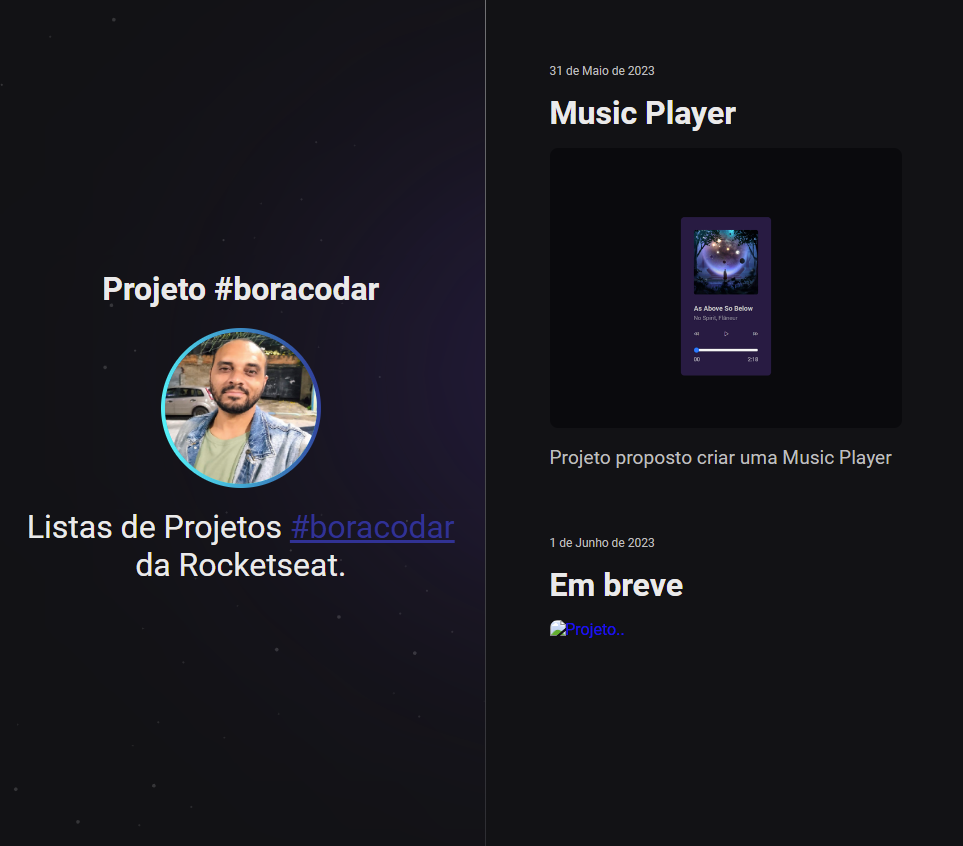 Projeto #boracodar
Listas de Projetos #boracodar
da Rocketseat.
31 de Maio de 2023
Music Player
As Above So Below
No Spirit, Flâneur
00 3:18
Projeto proposto criar uma Music Player
1 de Junho de 2023
Em breve
Projeto..